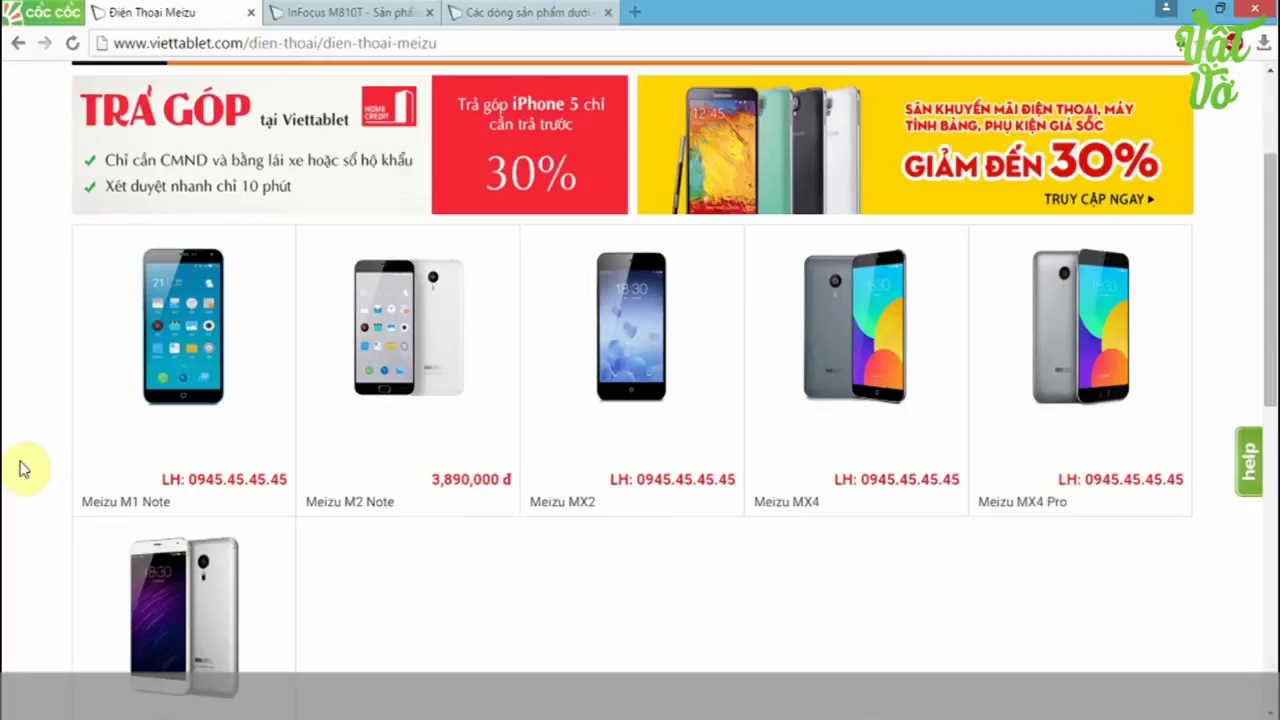 cốc cốc
Điện Thoại Meizu
InFocus M810T - Sản phẩ
Các dòng sản phẩm dưới
www.viettablet.com/dien-thoai/dien-thoai-meizu
Vật Vờ
TRẢ GÓP tại Viettablet
HOME CREDIT
Chỉ cần CMND và bằng lái xe hoặc sổ hộ khẩu
Xét duyệt nhanh chỉ 10 phút
Trả góp iPhone 5 chỉ
cần trả trước
30%
12:45
SĂN KHUYẾN MÃI ĐIỆN THOẠI, MÁY
TÍNH BẢNG, PHỤ KIỆN GIÁ SỐC
GIẢM ĐẾN 30%
TRUY CẬP NGAY
18:30
LH: 0945.45.45.45
Meizu M1 Note
3,890,000 đ
Meizu M2 Note
LH: 0945.45.45.45
Meizu MX2
LH: 0945.45.45.45
Meizu MX4
LH: 0945.45.45.45
Meizu MX4 Pro
help